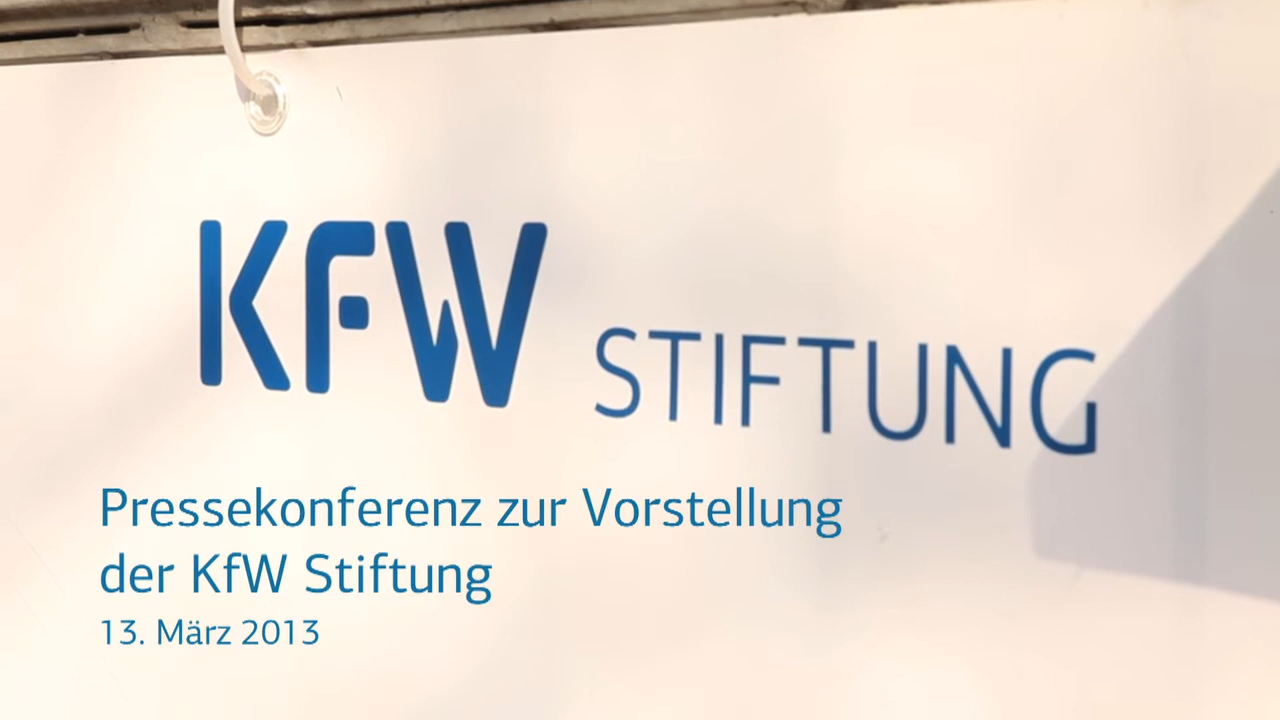 KfW STIFTUNG
Pressekonferenz zur Vorstellung
der KfW Stiftung
13. März 2013